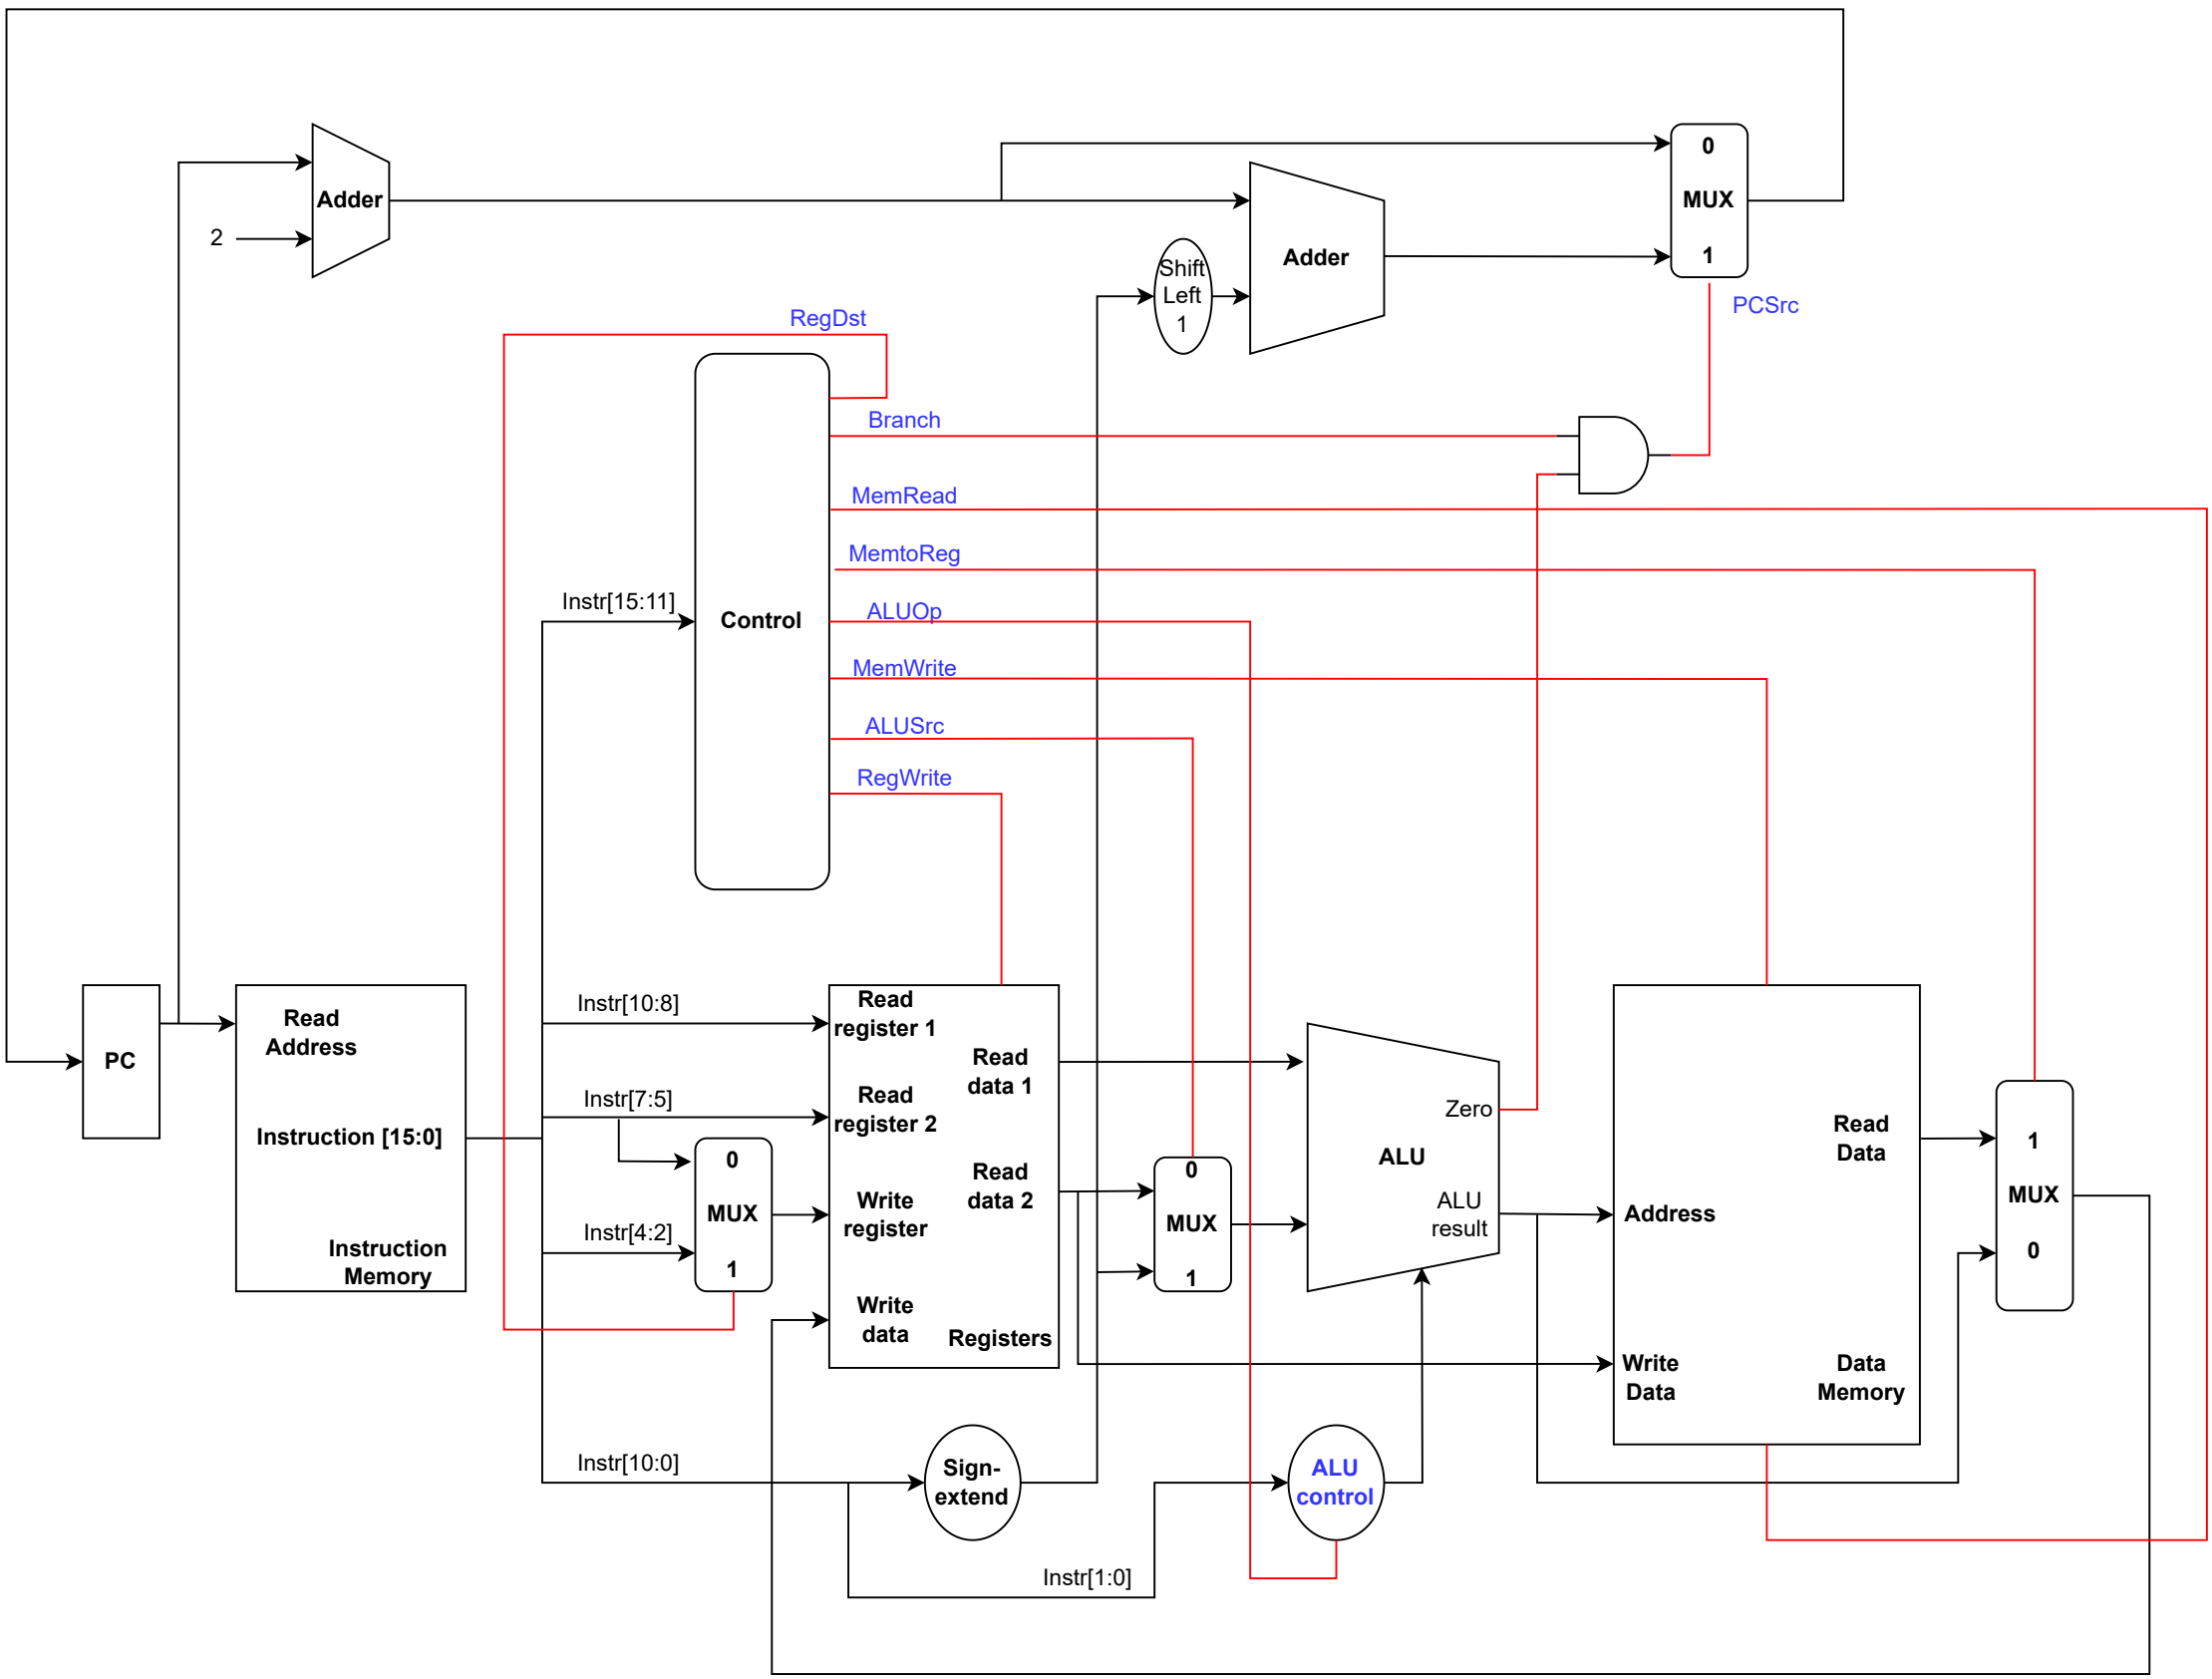 0
Adder
MUX
2
Adder
1
Shift
Left
1
PCSrc
RegDst
Branch
MemRead
MemtoReg
Instr[15:11]
Control
ALUOp
MemWrite
ALUSrc
RegWrite
Read
Address
PC
Instruction [15:0]
Instruction
Memory
Instr[10:8]
Instr[7:5]
Instr[4:2]
0
MUX
1
Read
register 1
Read
data 1
Read
register 2
Read
data 2
Write
register
Write
data
Registers
0
MUX
1
Zero
ALU
ALU
result
Read
Data
Address
Write
Data
Data
Memory
1
MUX
0
Instr[10:0]
Sign-
extend
ALU
control
Instr[1:0]